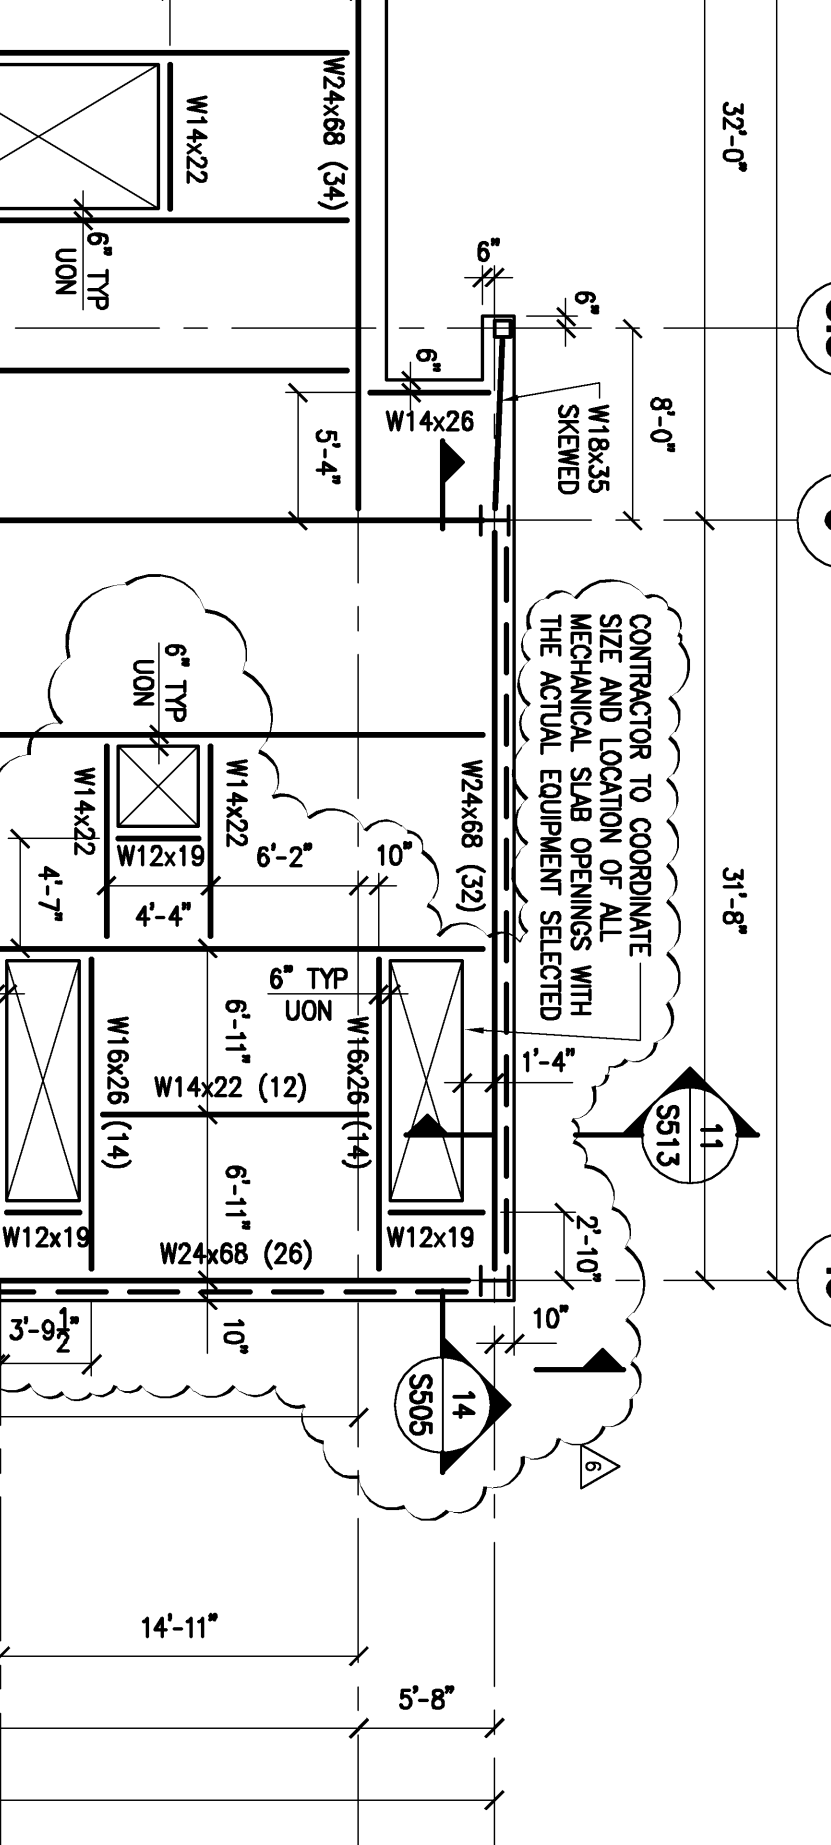 32'-0"
W24x68 (34)
W14x22
6" TYP
UON
6"
6"
6"
8'-0"
W18x35
SKEWED
W14x26
5'-4"
CONTRACTOR TO COORDINATE
SIZE AND LOCATION OF ALL
MECHANICAL SLAB OPENINGS WITH
THE ACTUAL EQUIPMENT SELECTED
6" TYP
UON
W14x22
W14x22
W24x68 (32)
W12x19
6'-2"
10"
31'-8"
4'-7"
4'-4"
6" TYP
UON
6'-11"
W16x26 (14)
W16x26 (14)
W14x22 (12)
1'-4"
11
S513
6'-11"
W12x19
W12x19
2'-10"
W24x68 (26)
3'-9 1/2"
10"
10"
14
S505
6
14'-11"
5'-8"